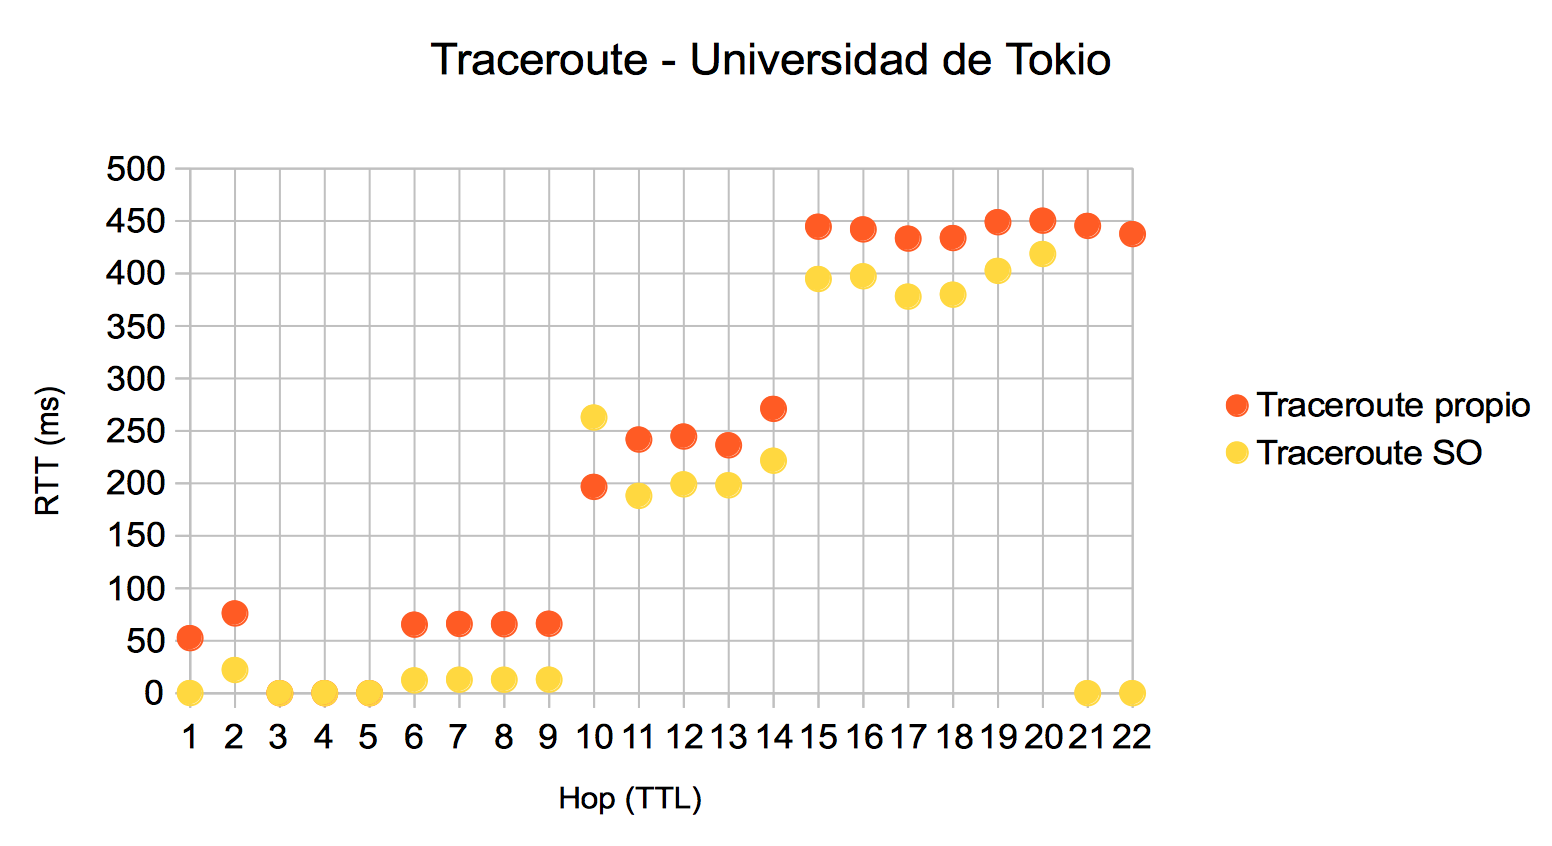 Traceroute - Universidad de Tokio
500
450
400
350
300
250
200
150
100
50
0
RTT (ms)
1 2 3 4 5 6 7 8 9 10 11 12 13 14 15 16 17 18 19 20 21 22
Hop (TTL)
Traceroute propio
Traceroute SO